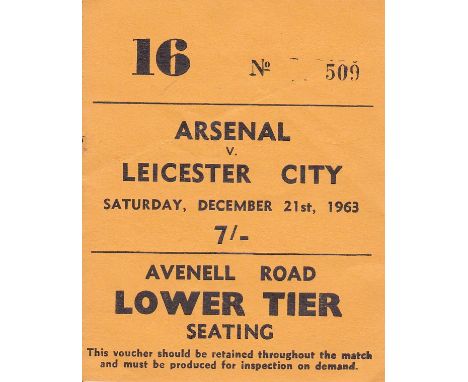 16 Nº 509
ARSENAL
V.
LEICESTER CITY
SATURDAY, DECEMBER 21st, 1963
7/-
AVENELL ROAD
LOWER TIER
SEATING
This voucher should be retained throughout the match
and must be produced for inspection on demand.